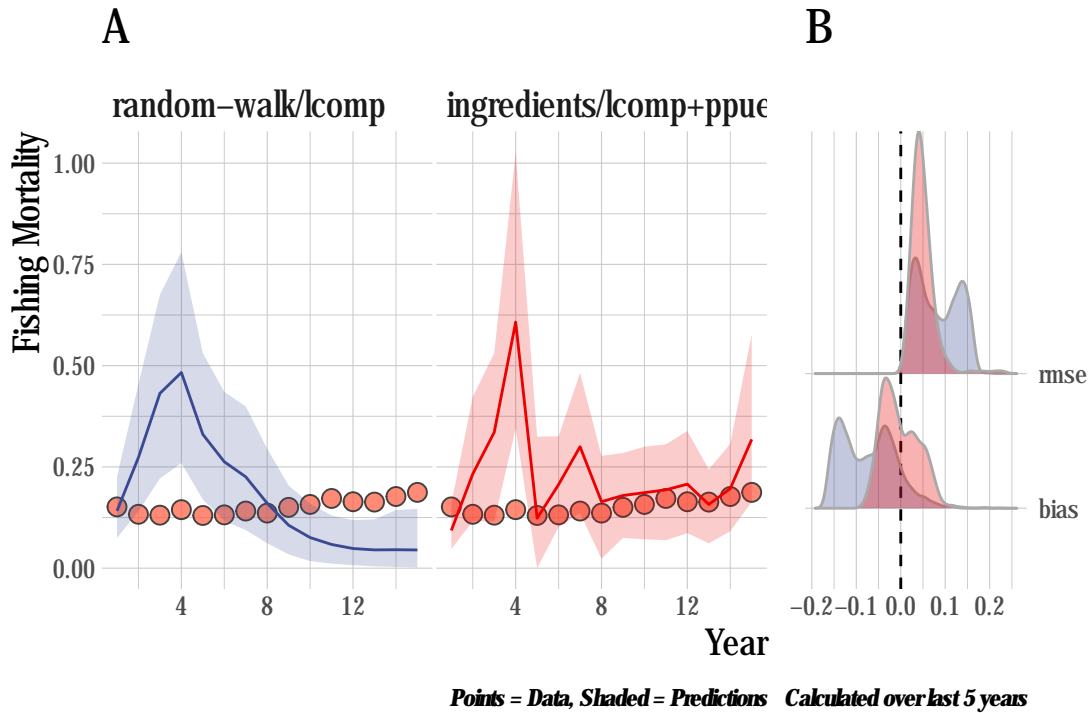 A
B
random−walk/lcomp
ingredients/lcomp+ppue
Fishing Mortality
1.00
0.75
0.50
0.25
0.00
4
8
12
4
8
12
Year
rmse
bias
−0.2
−0.1
0.0
0.1
0.2
Points = Data, Shaded = Predictions
Calculated over last 5 years